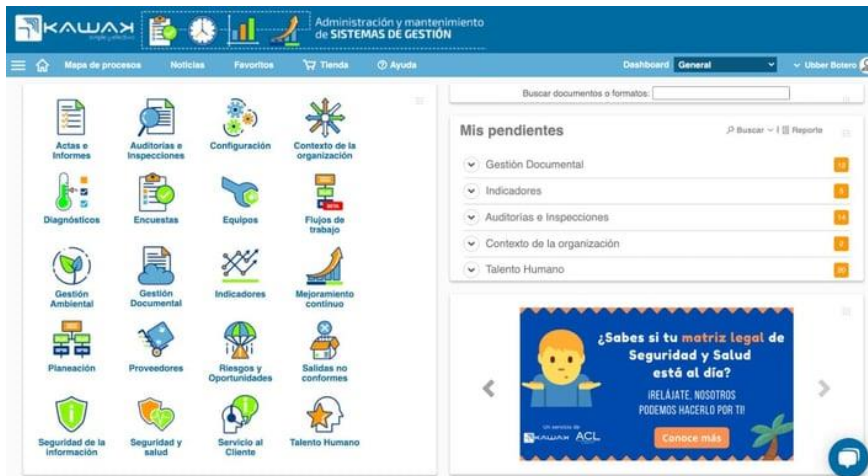 KAWAK
simple y efectivo
Administración y mantenimiento
de SISTEMAS DE GESTIÓN
Mapa de procesos Noticias Favoritos Tienda Ayuda Dashboard General Ubber Botero
Actas e
Informes
Auditorías e
Inspecciones
Configuración
Contexto de la
organización
Diagnósticos
Encuestas
Equipos
Flujos de
trabajo
Gestión
Ambiental
Gestión
Documental
Indicadores
Mejoramiento
continuo
Planeación
Proveedores
Riesgos y
Oportunidades
Salidas no
conformes
Seguridad de la
información
Seguridad y
salud
Servicio al
Cliente
Talento Humano
Buscar documentos o formatos:
Mis pendientes
Buscar | Reporte
Gestión Documental
Indicadores
Auditorías e Inspecciones
Contexto de la organización
Talento Humano
¿Sabes si tu matriz legal de
Seguridad y Salud
está al día?
¡RELÁJATE, NOSOTROS
PODEMOS HACERLO POR TI!
Un servicio de
KAWAK ACL
Conoce más